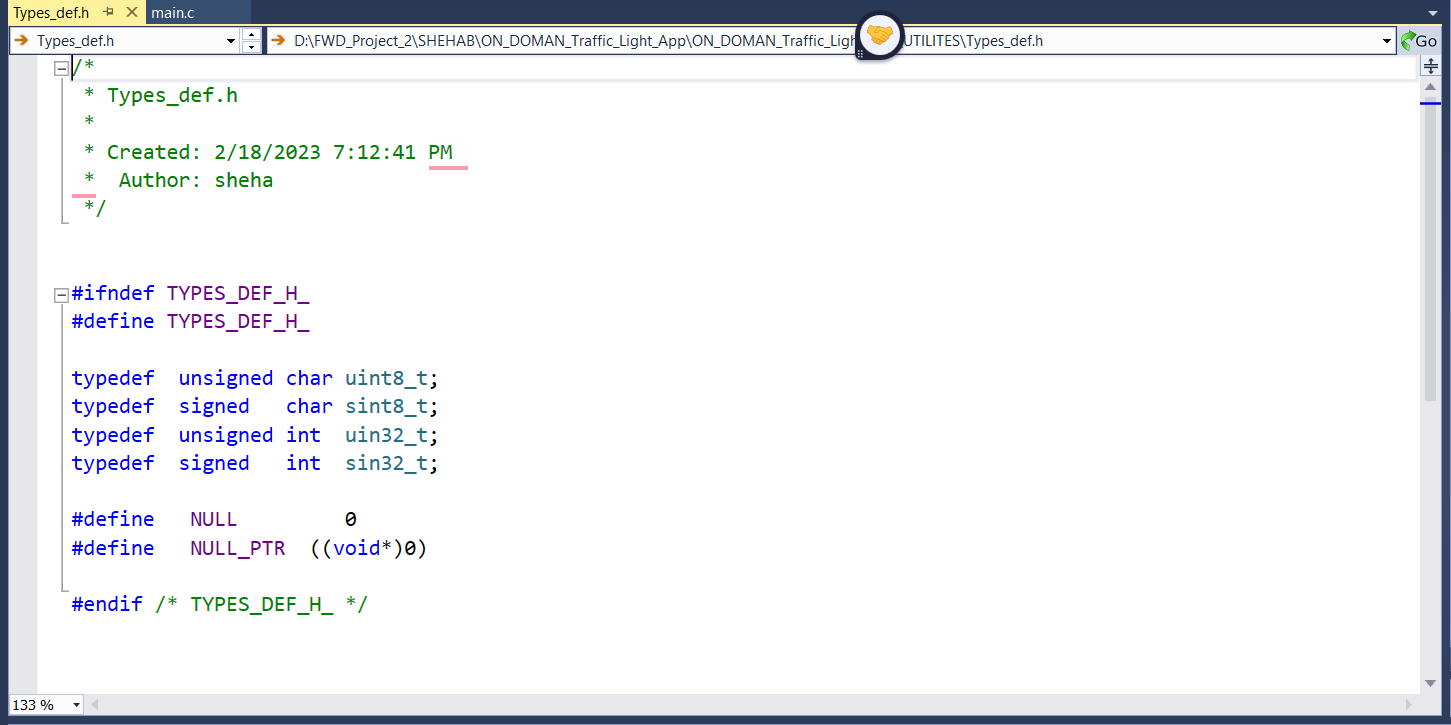 Types_def.h
main.c
Types_def.h
D:\FWD_Project_2\SHEHAB\ON_DOMAN_Traffic_Light_App\ON_DOMAN_Traffic_Ligh UTILITES\Types_def.h
Go
/*
* Types_def.h
*
* Created: 2/18/2023 7:12:41 PM
* Author: sheha
*/
#ifndef TYPES_DEF_H_
#define TYPES_DEF_H_
typedef unsigned char uint8_t;
typedef signed char sint8_t;
typedef unsigned int uin32_t;
typedef signed int sin32_t;
#define NULL 0
#define NULL_PTR ((void*)0)
#endif /* TYPES_DEF_H_ */
133 %